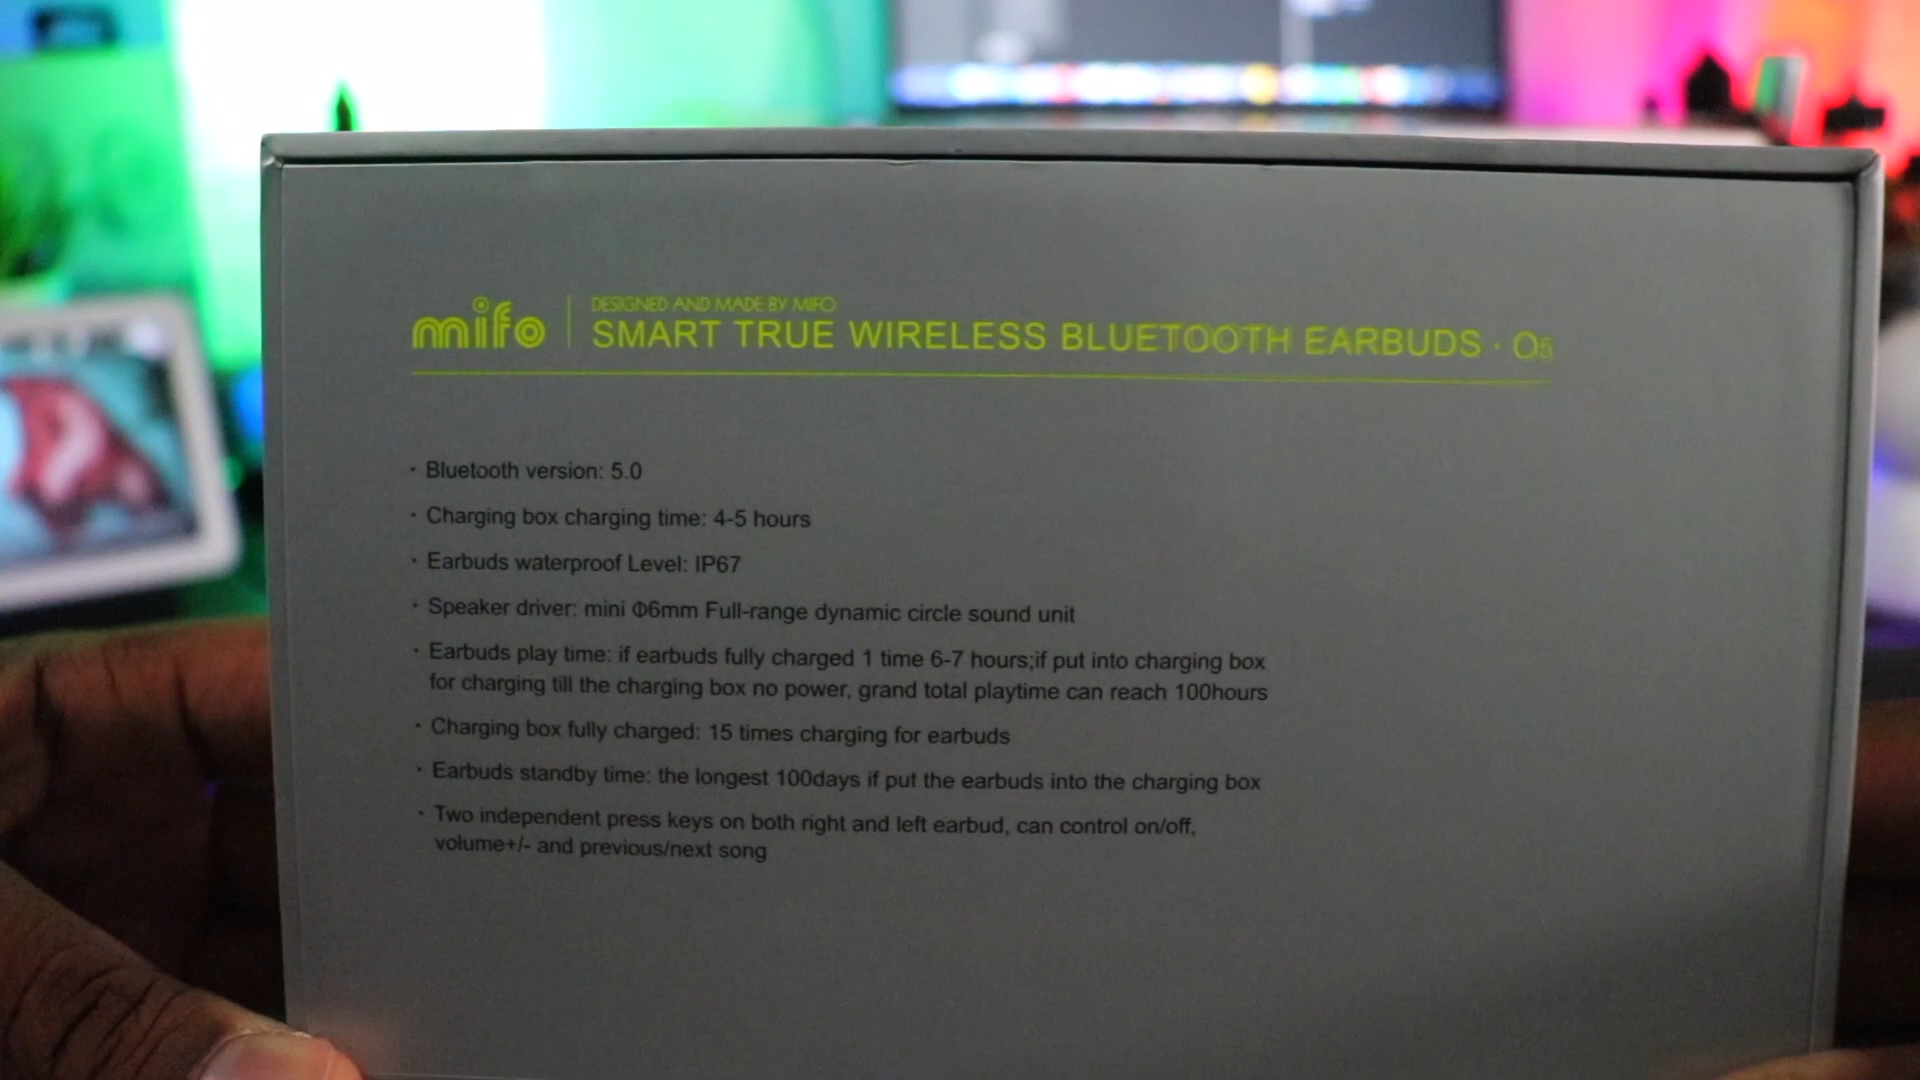 mifo
DESIGNED AND MADE BY MIFO
SMART TRUE WIRELESS BLUETOOTH EARBUDS · O5
· Bluetooth version: 5.0
· Charging box charging time: 4-5 hours
· Earbuds waterproof Level: IP67
· Speaker driver: mini Φ6mm Full-range dynamic circle sound unit
· Earbuds play time: if earbuds fully charged 1 time 6-7 hours;if put into charging box
for charging till the charging box no power, grand total playtime can reach 100hours
· Charging box fully charged: 15 times charging for earbuds
· Earbuds standby time: the longest 100days if put the earbuds into the charging box
· Two independent press keys on both right and left earbud, can control on/off,
volume+/- and previous/next song